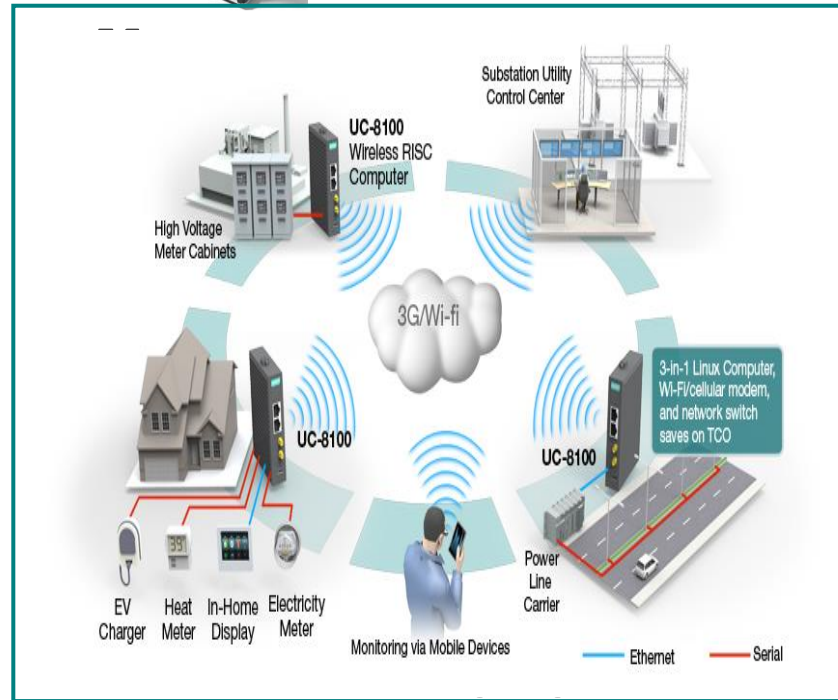 Substation Utility
Control Center
UC-8100
Wireless RISC
Computer
High Voltage
Meter Cabinets
3G/Wi-fi
3-in-1 Linux Computer,
Wi-Fi/cellular modem,
and network switch
saves on TCO
UC-8100
UC-8100
EV
Charger
Heat
Meter
In-Home
Display
Electricity
Meter
Monitoring via Mobile Devices
Power
Line
Carrier
Ethernet
Serial